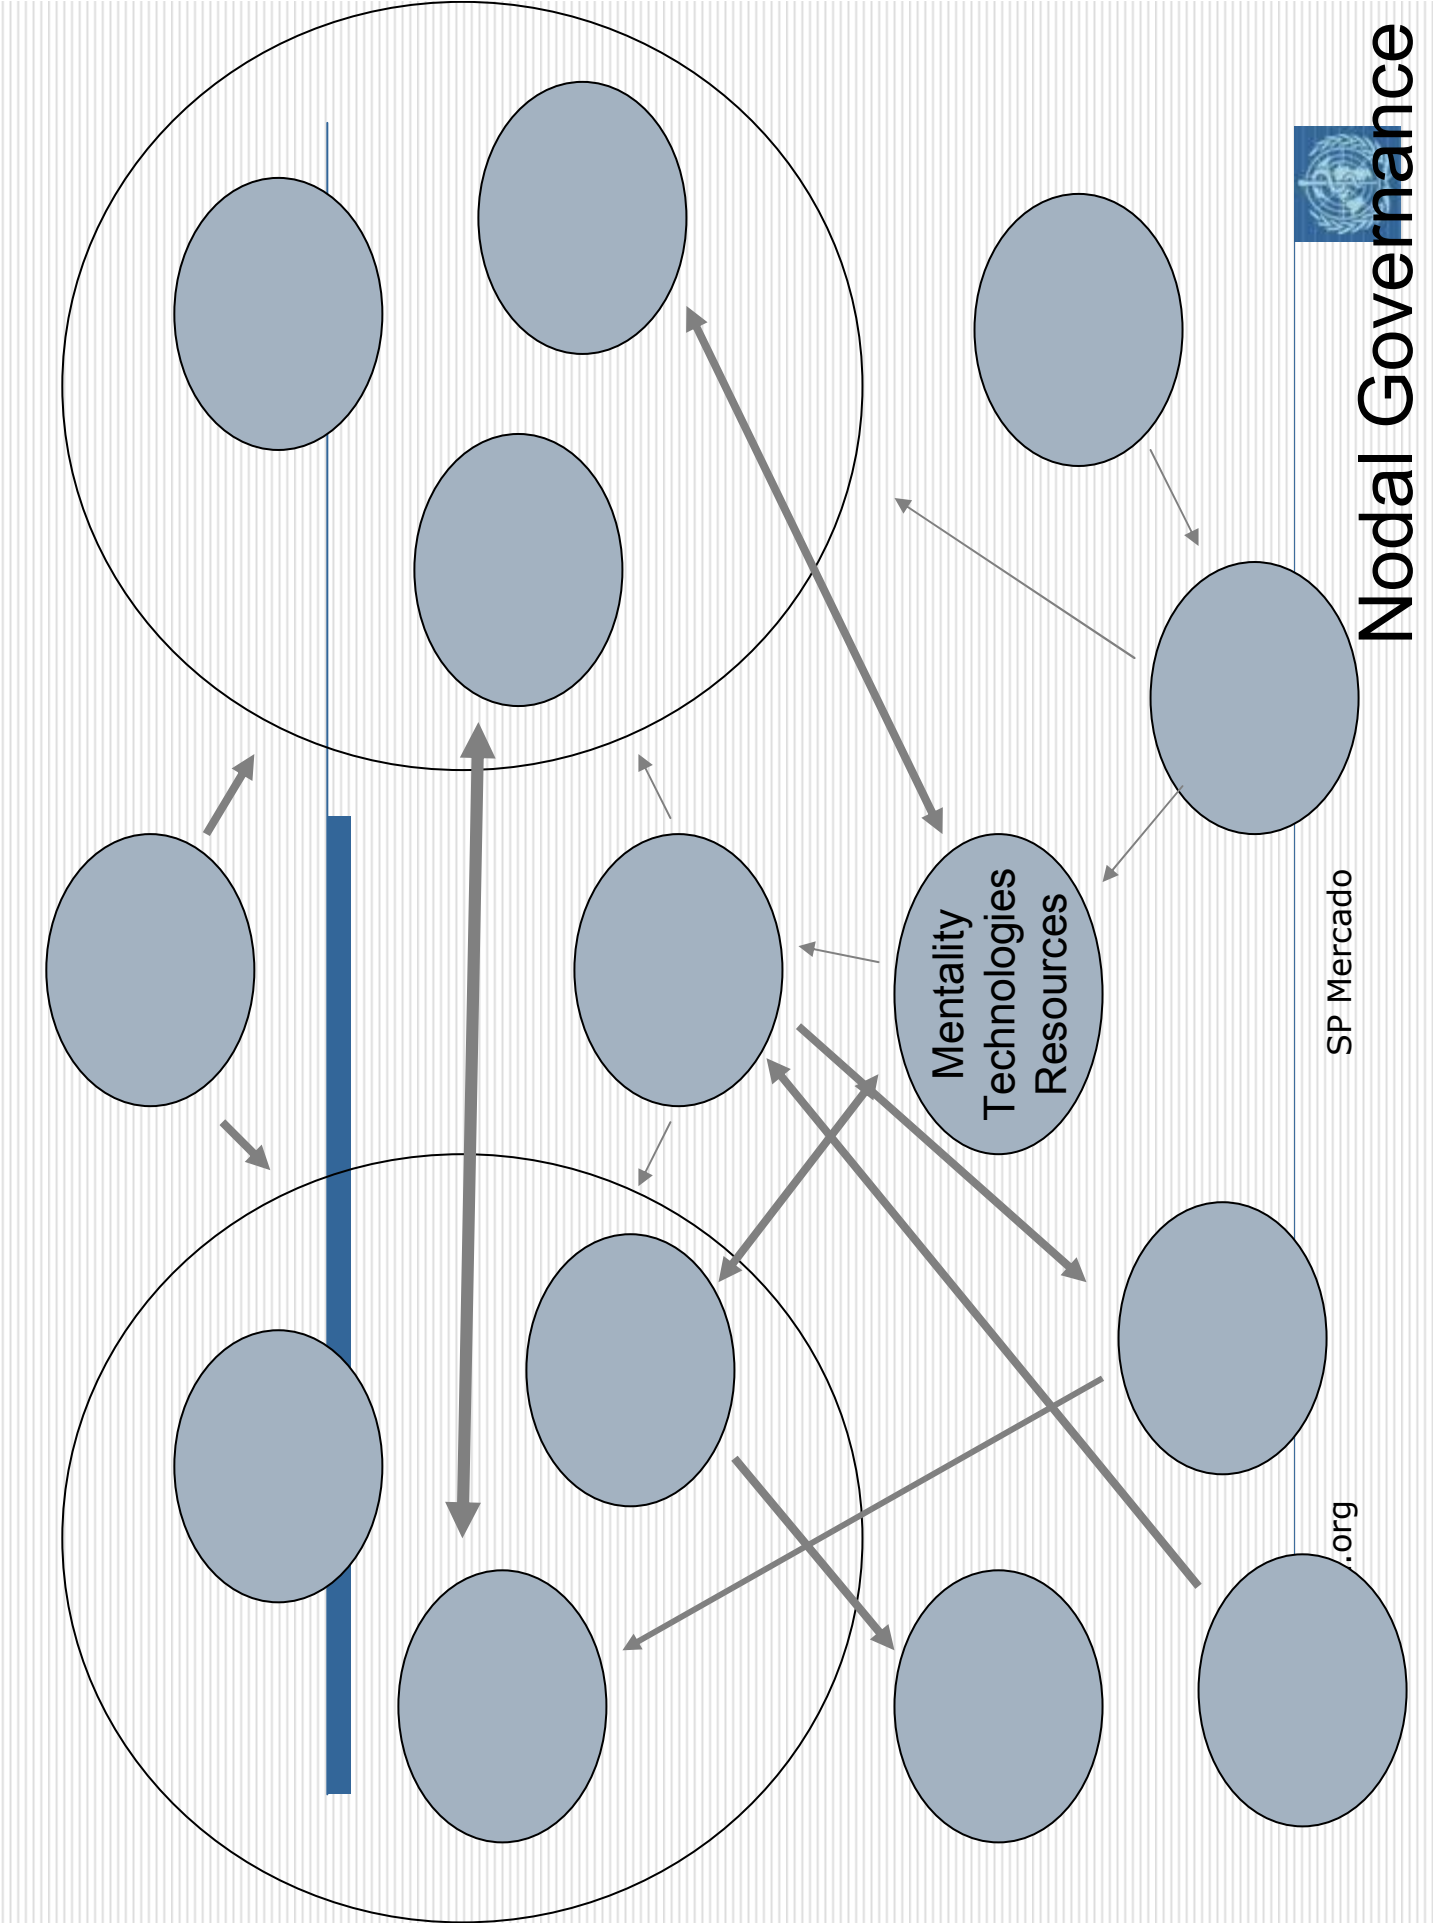 Mentality
Technologies
Resources
.org
SP Mercado
Nodal Governance